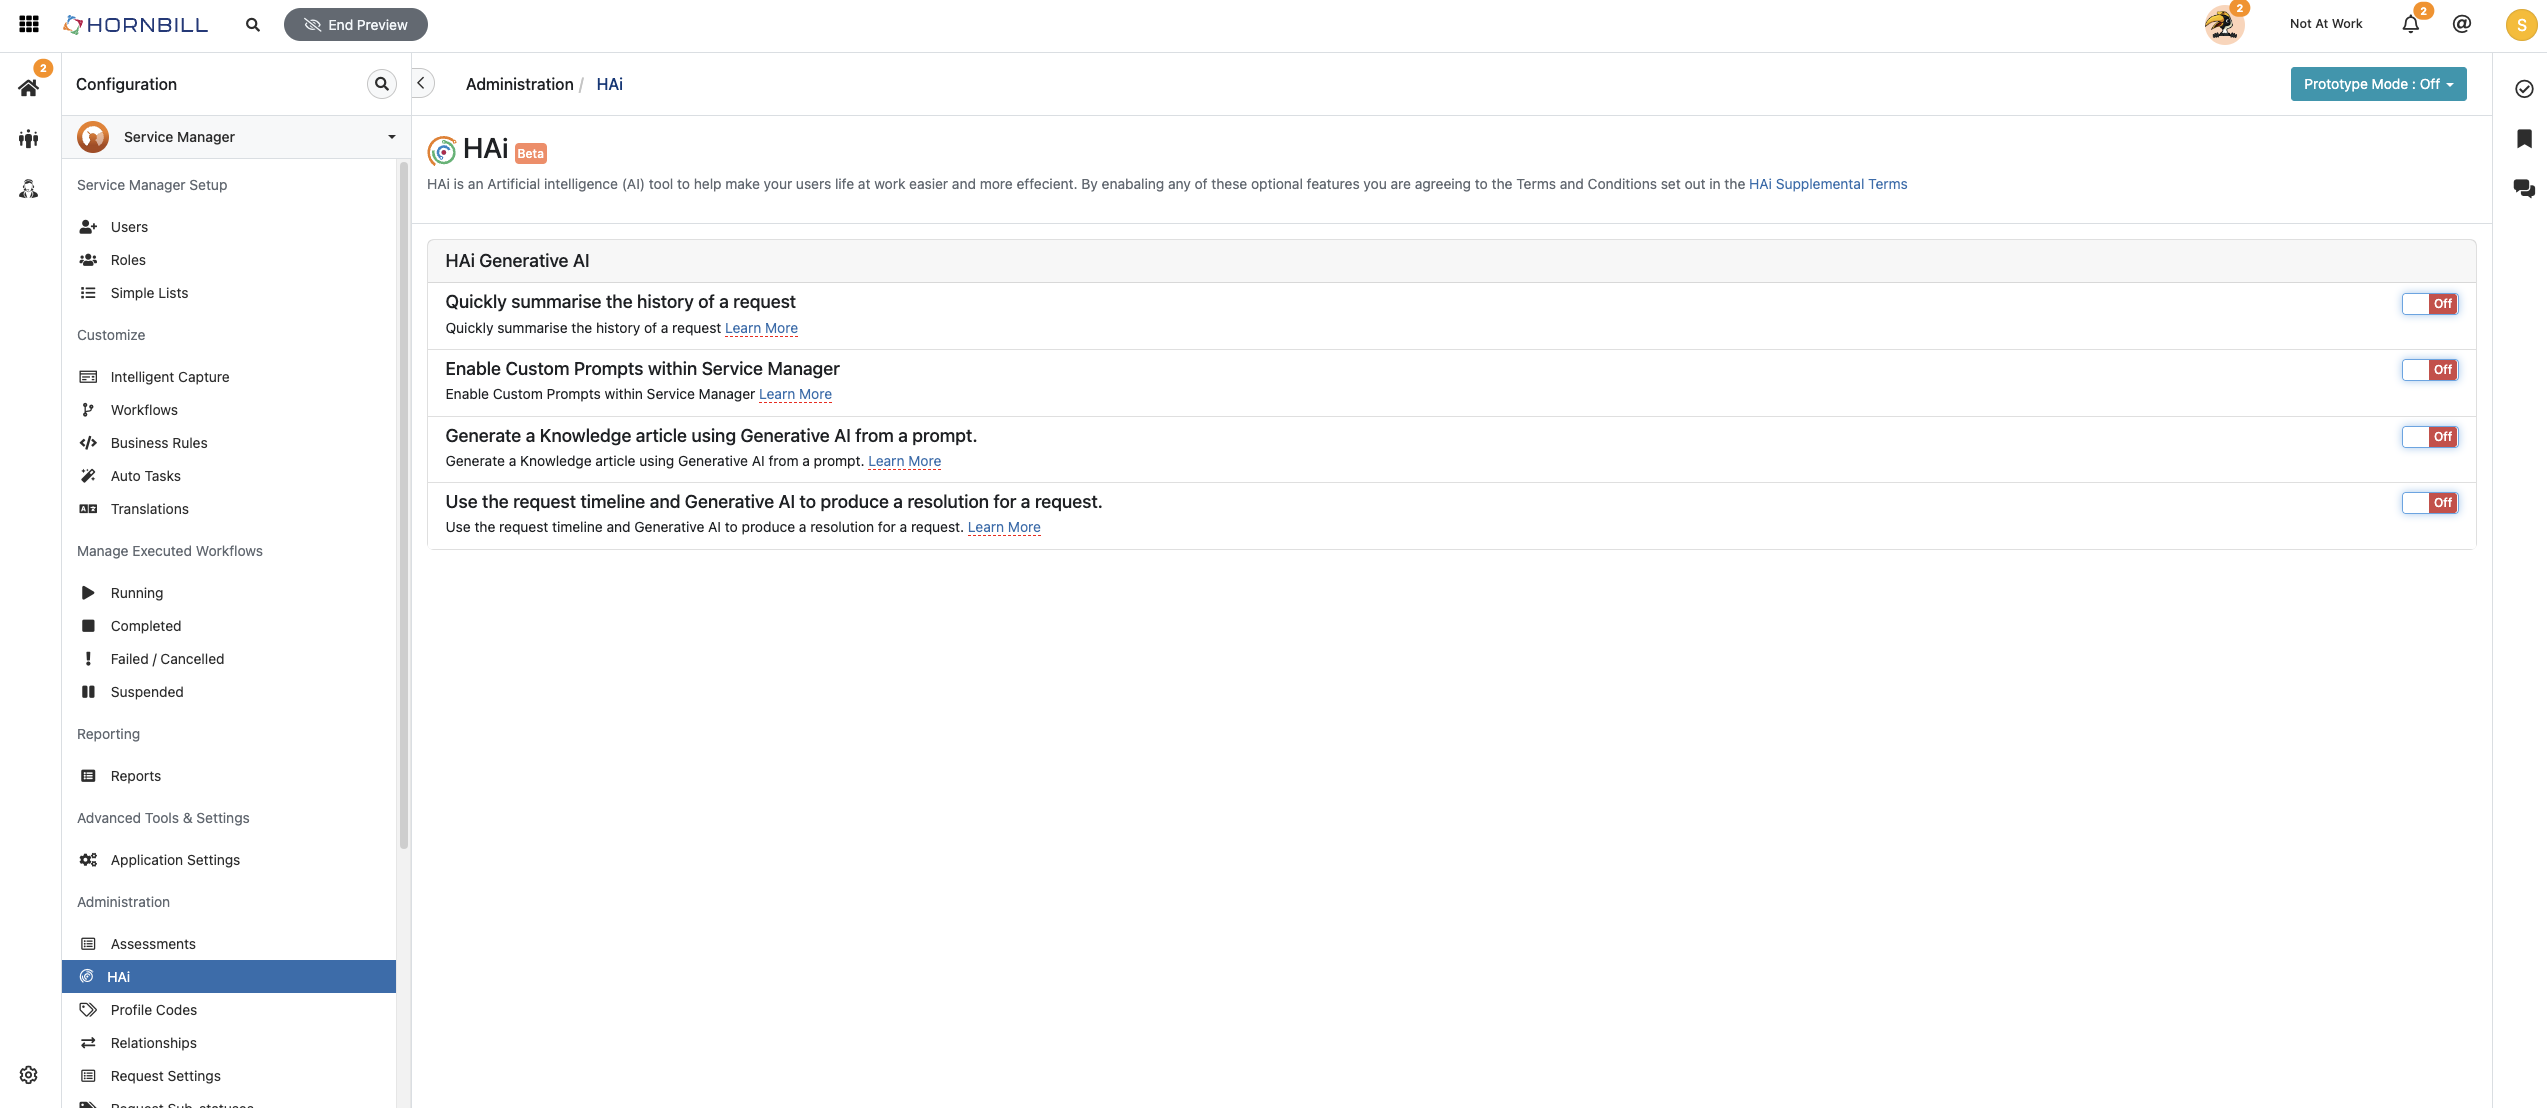 HORNBILL
End Preview
2
Not At Work
2
S
2
Configuration
Administration / HAi
Prototype Mode : Off
Service Manager
HAi Beta
HAi is an Artificial intelligence (AI) tool to help make your users life at work easier and more effecient. By enabaling any of these optional features you are agreeing to the Terms and Conditions set out in the HAi Supplemental Terms
Service Manager Setup
Users
Roles
Simple Lists
Customize
Intelligent Capture
Workflows
Business Rules
Auto Tasks
Translations
Manage Executed Workflows
Running
Completed
Failed / Cancelled
Suspended
Reporting
Reports
Advanced Tools & Settings
Application Settings
Administration
Assessments
HAi
Profile Codes
Relationships
Request Settings
Request Sub-statuses
HAi Generative AI
Quickly summarise the history of a request
Off
Quickly summarise the history of a request Learn More
Enable Custom Prompts within Service Manager
Off
Enable Custom Prompts within Service Manager Learn More
Generate a Knowledge article using Generative AI from a prompt.
Off
Generate a Knowledge article using Generative AI from a prompt. Learn More
Use the request timeline and Generative AI to produce a resolution for a request.
Off
Use the request timeline and Generative AI to produce a resolution for a request. Learn More